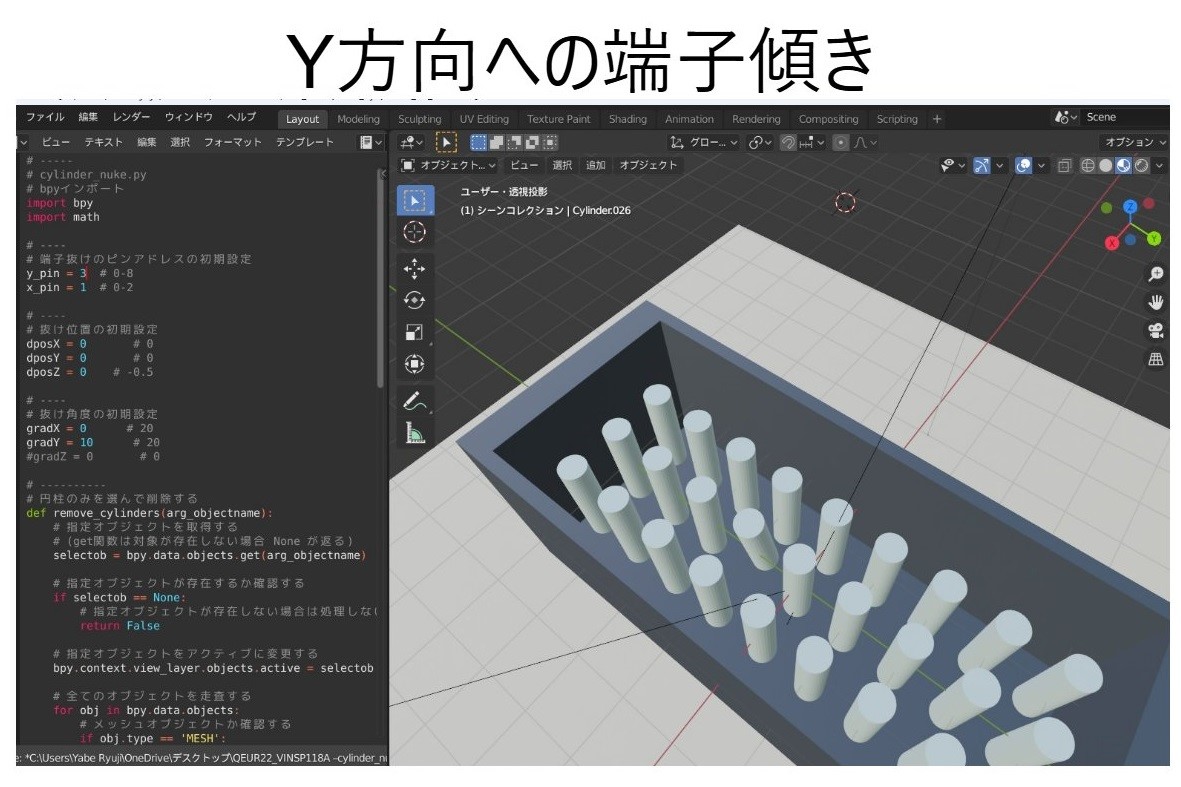 Y方向への端子傾き
ファイル 編集 レンダー ウィンドウ ヘルプ Layout Modeling Sculpting UV Editing Texture Paint Shading Animation Rendering Compositing Scripting + Scene
ビュー テキスト 編集 選択 フォーマット テンプレート グロー... オプション
オブジェクト... ビュー 選択 追加 オブジェクト
ユーザー・透視投影
(1) シーンコレクション | Cylinder.026
Z
Y
X
# -----
# cylinder_nuke.py
# bpyインポート
import bpy
import math
# ----
# 端子抜けのピンアドレスの初期設定
y_pin = 3 # 0-8
x_pin = 1 # 0-2
# ----
# 抜け位置の初期設定
dposX = 0 # 0
dposY = 0 # 0
dposZ = 0 # -0.5
# ----
# 抜け角度の初期設定
gradX = 0 # 20
gradY = 10 # 20
#gradZ = 0 # 0
# ----------
# 円柱のみを選んで削除する
def remove_cylinders(arg_objectname):
# 指定オブジェクトを取得する
# (get関数は対象が存在しない場合 None が返る)
selectob = bpy.data.objects.get(arg_objectname)
# 指定オブジェクトが存在するか確認する
if selectob == None:
# 指定オブジェクトが存在しない場合は処理しない
return False
# 指定オブジェクトをアクティブに変更する
bpy.context.view_layer.objects.active = selectob
# 全てのオブジェクトを走査する
for obj in bpy.data.objects:
# メッシュオブジェクトか確認する
if obj.type == 'MESH':
e: *C:\Users\Yabe Ryuji\OneDrive\デスクトップ\QEUR22_VINSP118A -cylinder_nu